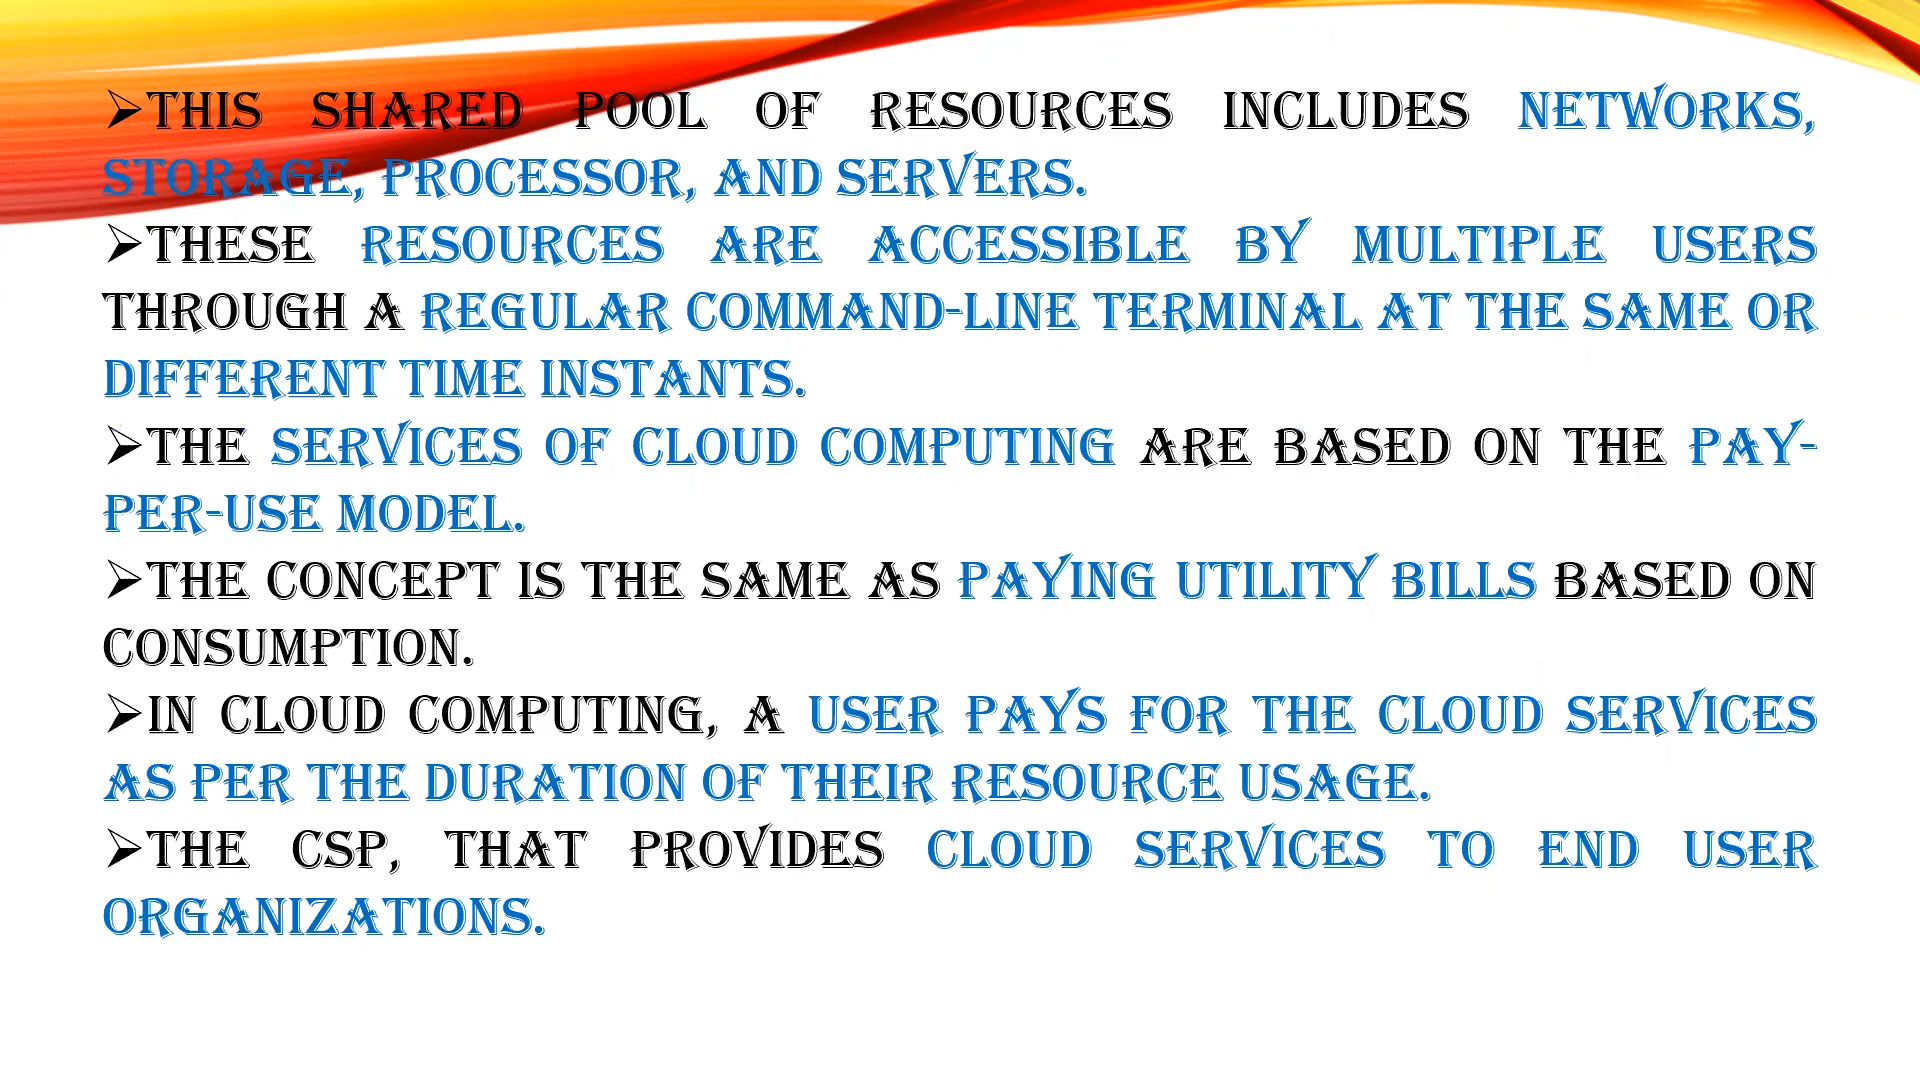 ➢THIS SHARED POOL OF RESOURCES INCLUDES NETWORKS,
STORAGE, PROCESSOR, AND SERVERS.
➢THESE RESOURCES ARE ACCESSIBLE BY MULTIPLE USERS
THROUGH A REGULAR COMMAND-LINE TERMINAL AT THE SAME OR
DIFFERENT TIME INSTANTS.
➢THE SERVICES OF CLOUD COMPUTING ARE BASED ON THE PAY-
PER-USE MODEL.
➢THE CONCEPT IS THE SAME AS PAYING UTILITY BILLS BASED ON
CONSUMPTION.
➢IN CLOUD COMPUTING, A USER PAYS FOR THE CLOUD SERVICES
AS PER THE DURATION OF THEIR RESOURCE USAGE.
➢THE CSP, THAT PROVIDES CLOUD SERVICES TO END USER
ORGANIZATIONS.